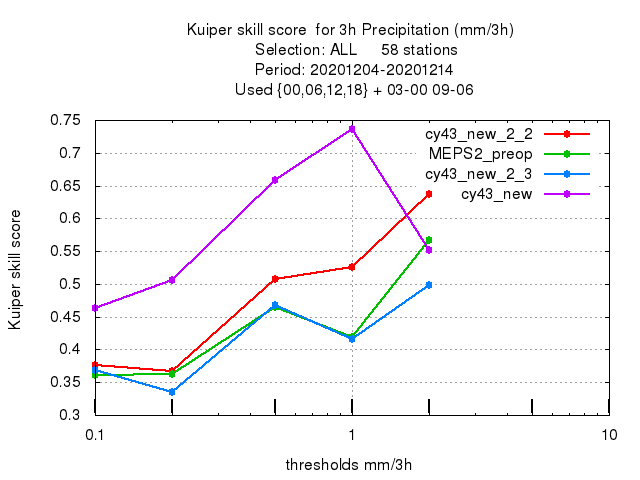 Kuiper skill score  for 3h Precipitation (mm/3h)
Selection: ALL     58 stations
Period: 20201204-20201214
Used {00,06,12,18} + 03-00 09-06
cy43_new_2_2
MEPS2_preop
cy43_new_2_3
cy43_new
Kuiper skill score
0.75
0.7
0.65
0.6
0.55
0.5
0.45
0.4
0.35
0.3
0.1
1
10
thresholds mm/3h